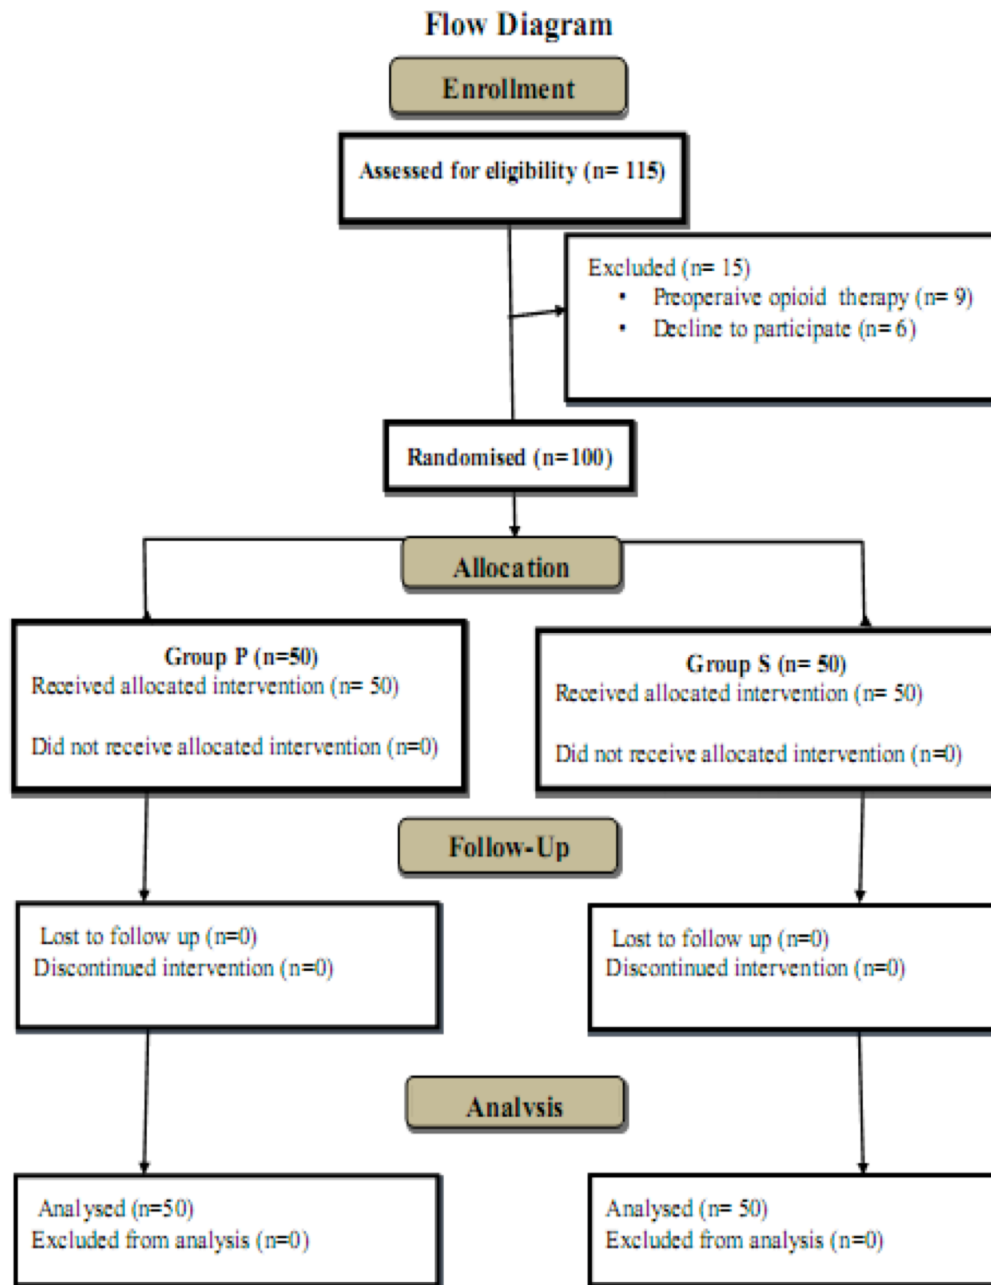 Flow Diagram
Enrollment
Assessed for eligibility (n= 115)
Excluded (n= 15)
• Preoperaive opioid therapy (n= 9)
• Decline to participate (n= 6)
Randomised (n=100)
Allocation
Group P (n=50)
Received allocated intervention (n= 50)
Did not receive allocated intervention (n=0)
Group S (n= 50)
Received allocated intervention (n= 50)
Did not receive allocated intervention (n=0)
Follow-Up
Lost to follow up (n=0)
Discontinued intervention (n=0)
Lost to follow up (n=0)
Discontinued intervention (n=0)
Analysis
Analysed (n=50)
Excluded from analysis (n=0)
Analysed (n= 50)
Excluded from analysis (n=0)